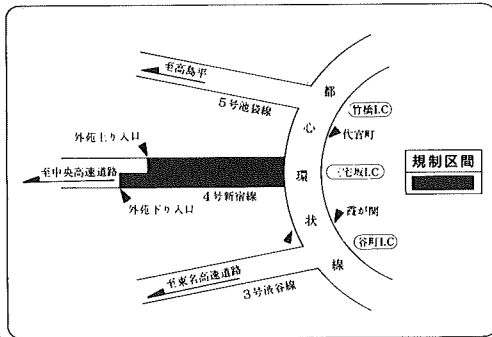 至高島平
5号池袋線
都心環状線
竹橋I.C
代官町
外苑上り入口
三宅坂I.C
規制区間
至中央高速道路
4号新宿線
外苑下り入口
霞が関
谷町I.C
至東名高速道路
3号渋谷線